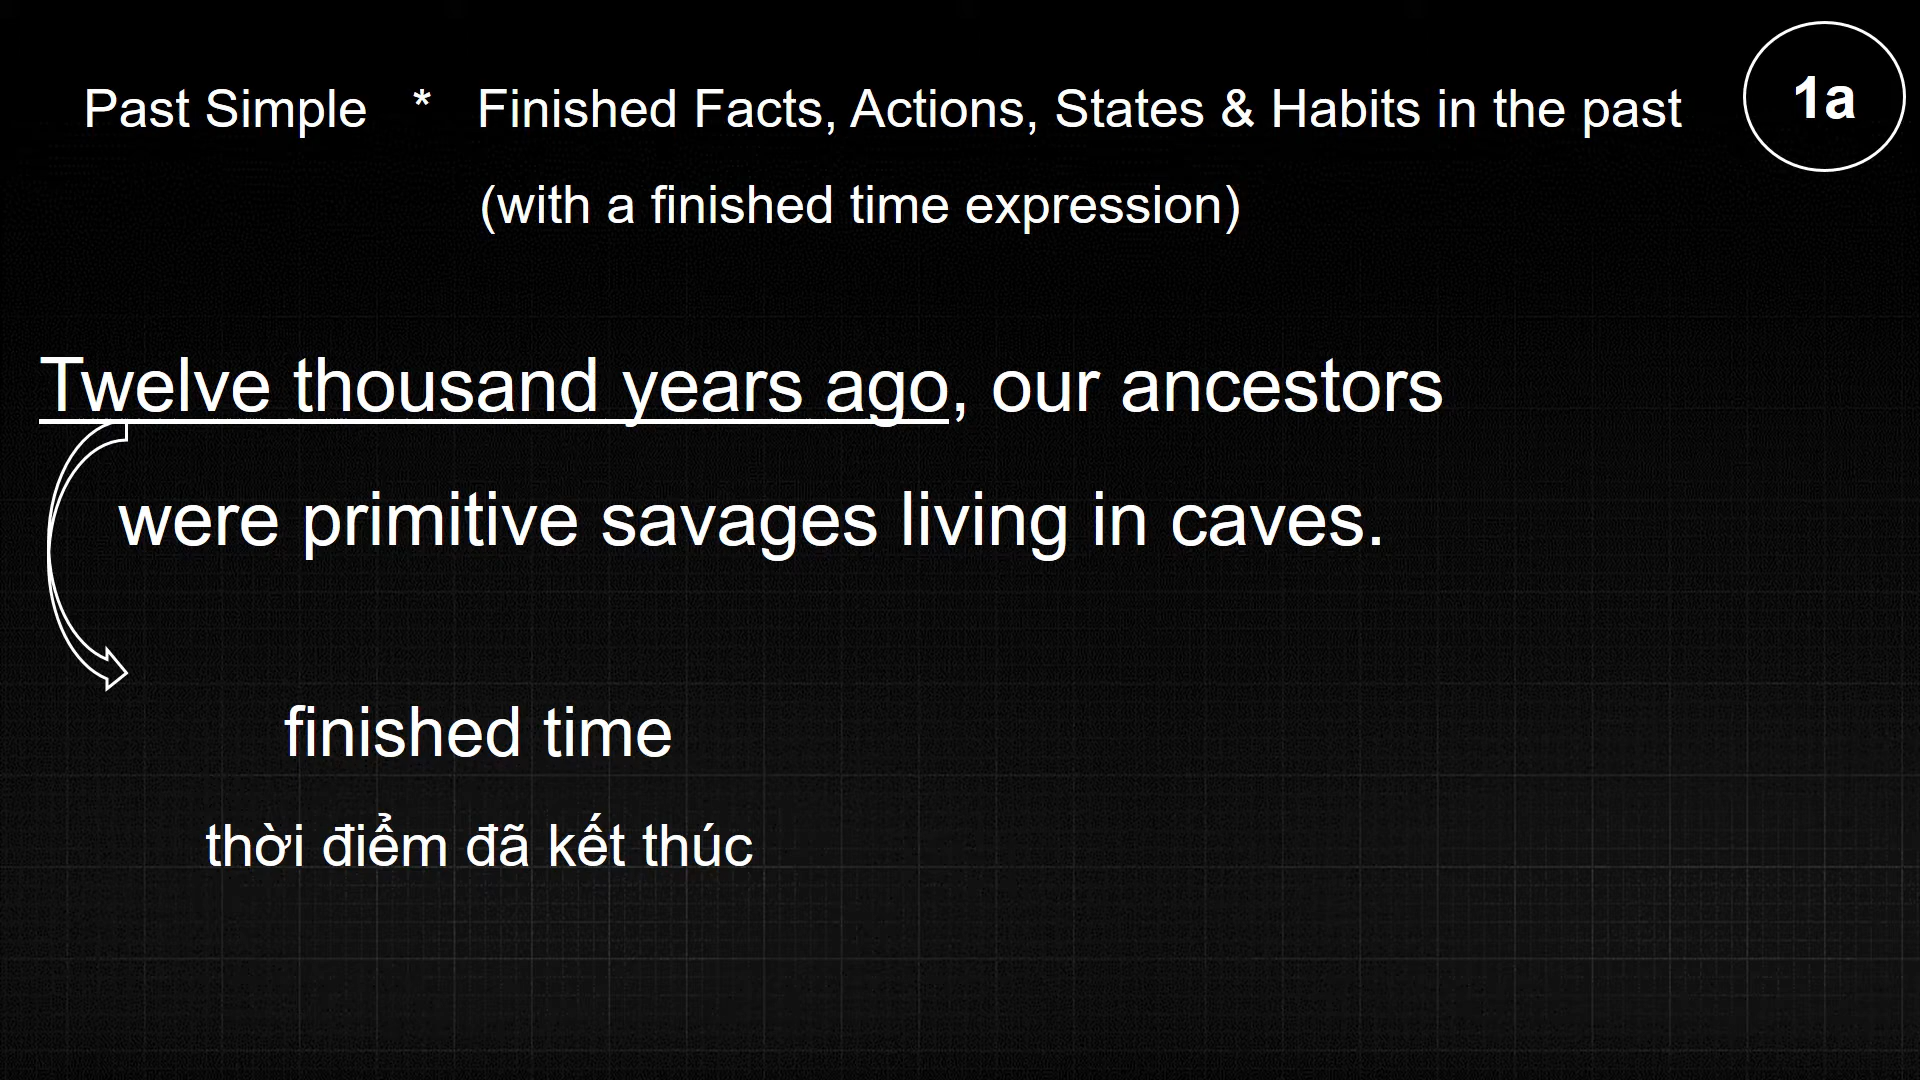 Past Simple * Finished Facts, Actions, States & Habits in the past
1a
(with a finished time expression)
Twelve thousand years ago, our ancestors
were primitive savages living in caves.
finished time
thời điểm đã kết thúc